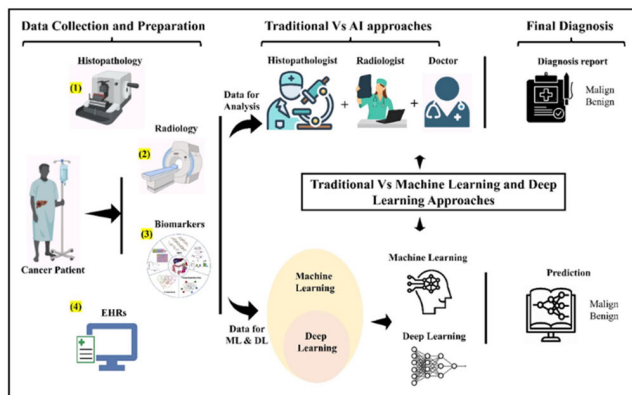 Data Collection and Preparation
Traditional Vs AI approaches
Final Diagnosis
Histopathology
(1)
Radiology
(2)
Biomarkers
(3)
Cancer Patient
(4)
EHRs
Data for
Analysis
Histopathologist
Radiologist
Doctor
+
+
Diagnosis report
Malign
Benign
Traditional Vs Machine Learning and Deep
Learning Approaches
Data for
ML & DL
Machine
Learning
Deep
Learning
Machine Learning
Deep Learning
Prediction
Malign
Benign